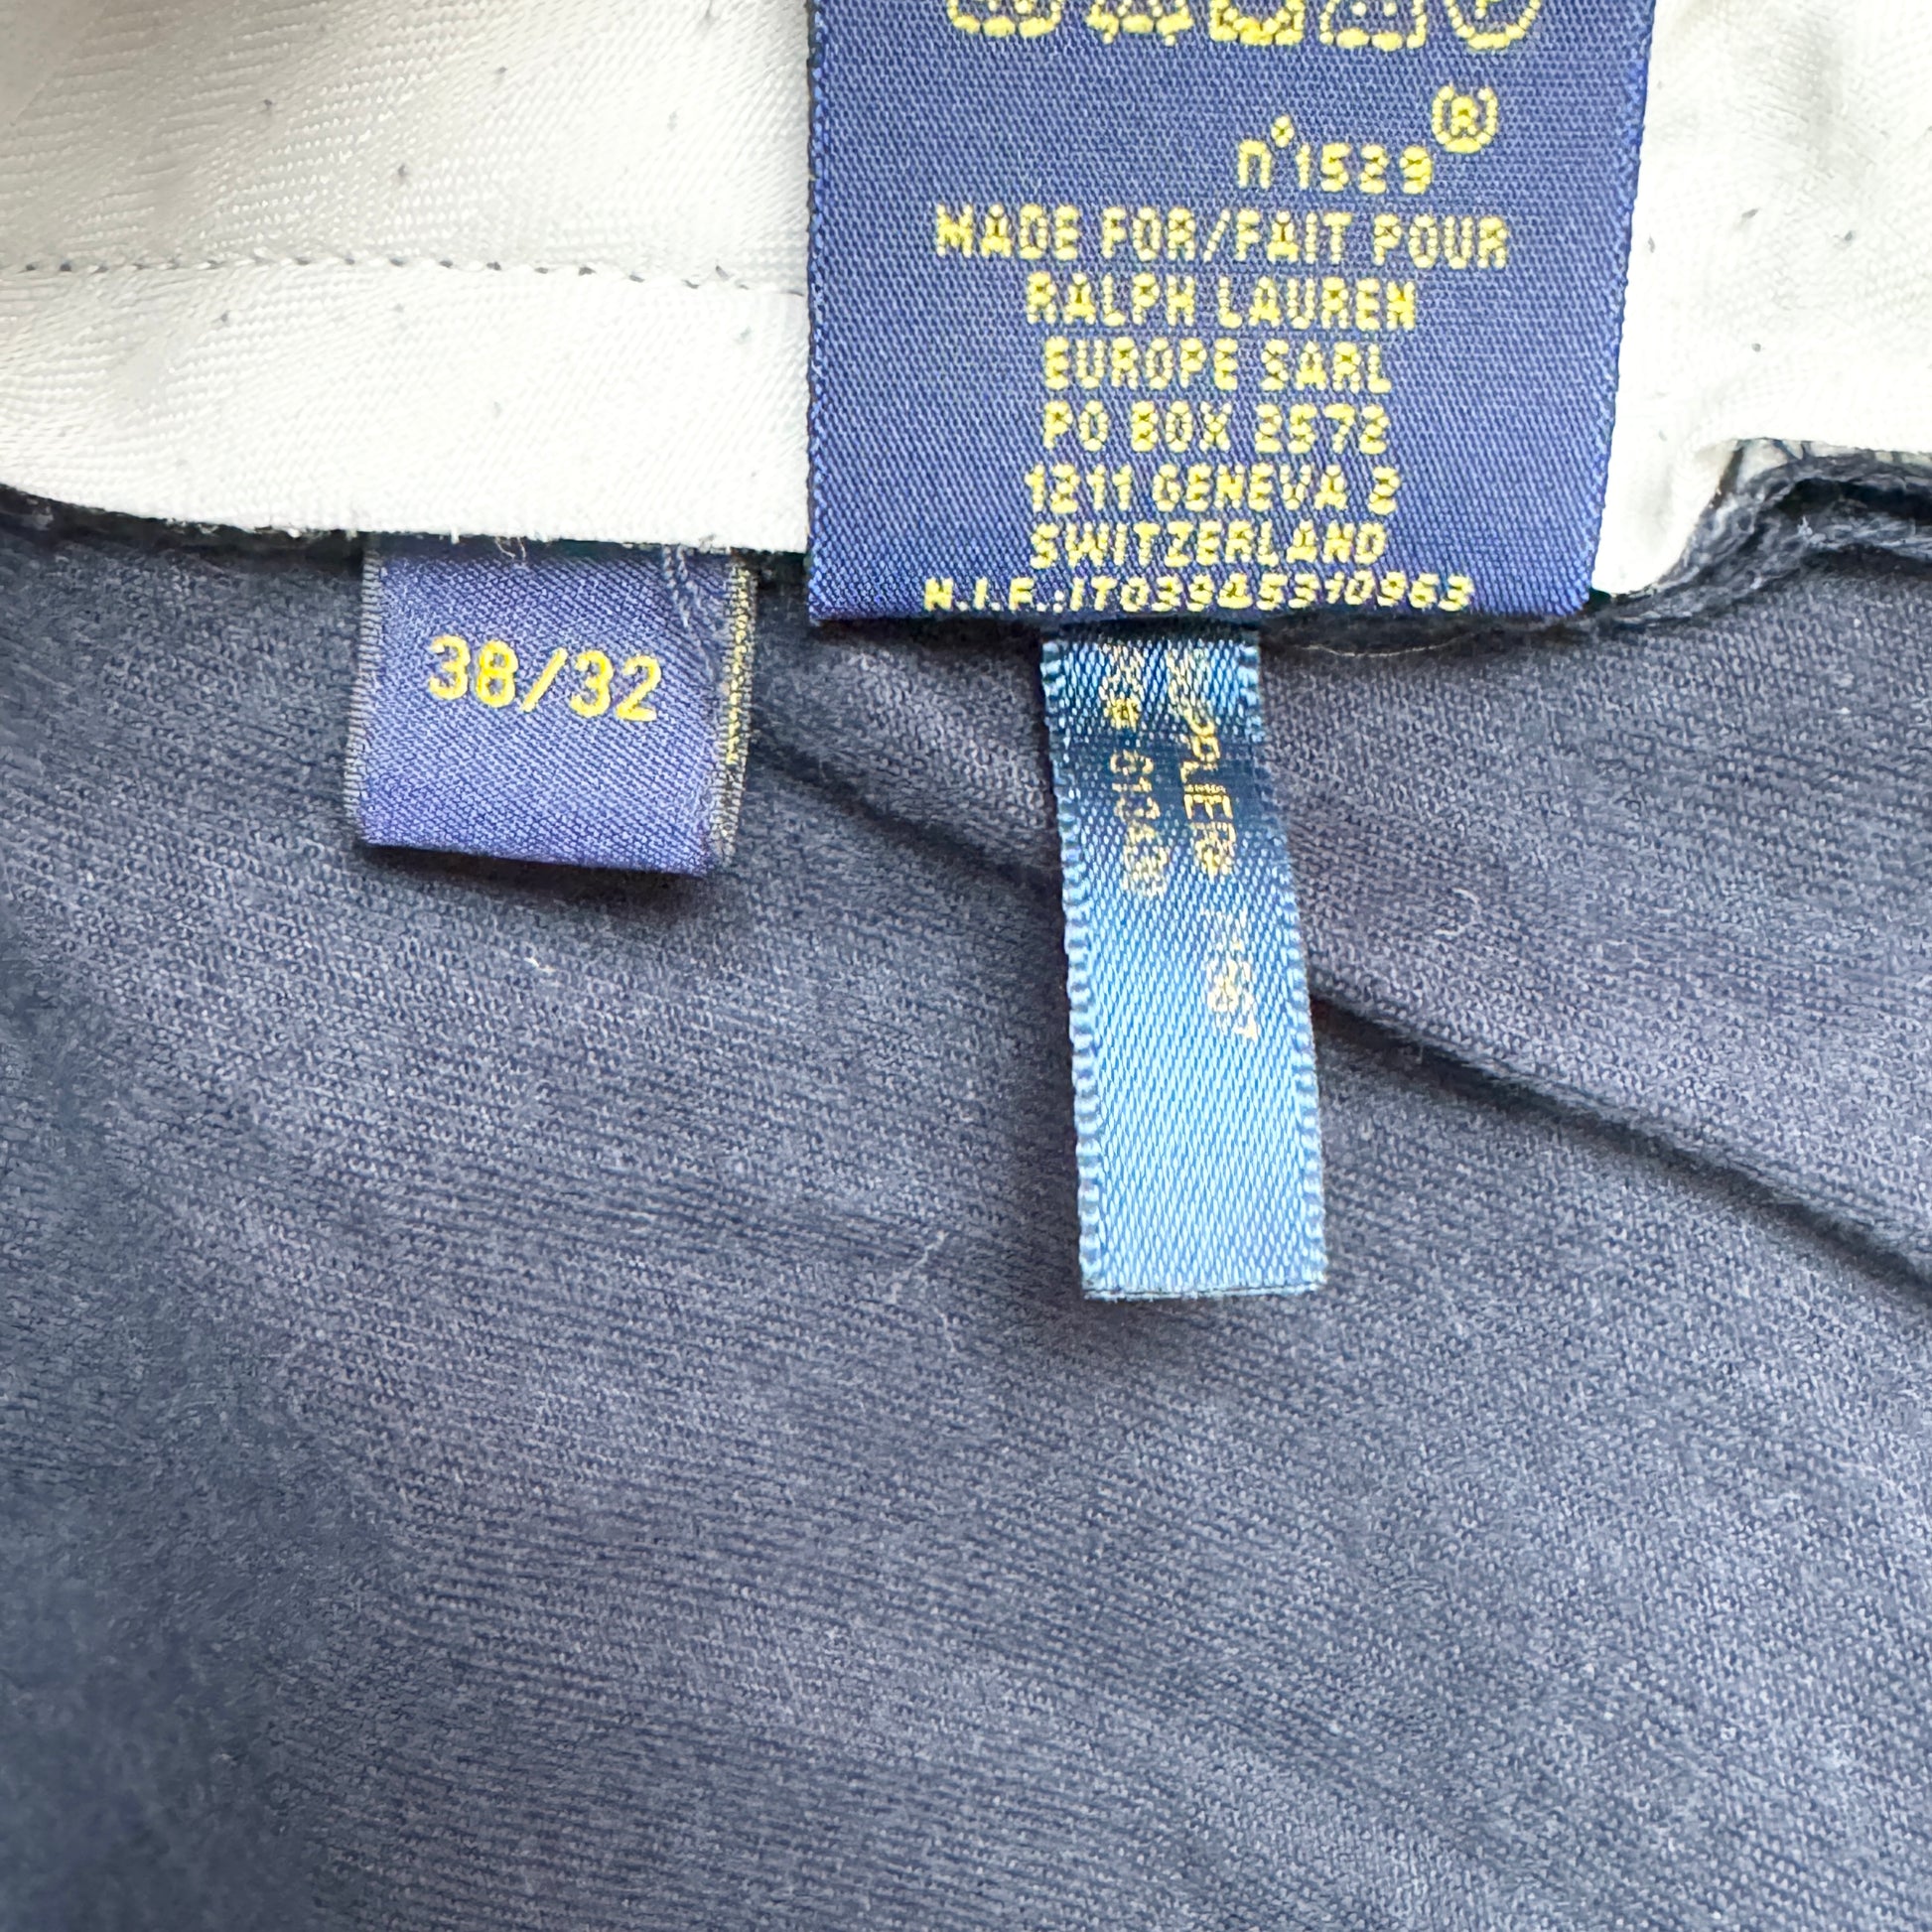 n°1529®
MADE FOR/FAIT POUR
RALPH LAUREN
EUROPE SARL
PO BOX 2572
1211 GENEVA 2
SWITZERLAND
N.I.F.:IT03945310963
38/32